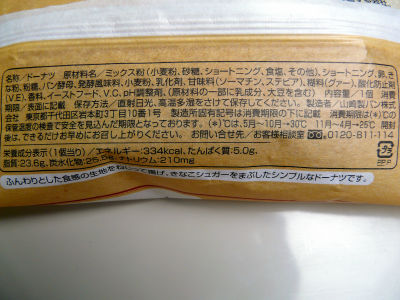 名称／ドーナツ 原材料名／ミックス粉(小麦粉、砂糖、ショートニング、食塩、その他)、ショートニング、卵、きな
粉、粉糖、パン酵母、発酵風味料、小麦粉、乳化剤、甘味料(ソーマチン、ステビア)、糊料(グァー)、酸化防止剤
(V.E)、香料、イーストフード、V.C、pH調整剤、(原材料の一部に乳成分、大豆を含む) 内容量／1個 消費
期限／表面に記載 保存方法／直射日光、高温多湿をさけて保存してください。 製造者／山崎製パン株式
会社 東京都千代田区岩本町3丁目10番1号 製造所固有記号は消費期限の下に記載 消費期限は(*)℃の
保管温度の検査で安全を見込んだ期限となっております。(*)℃は、5月〜10月→30℃ 11月〜4月→25℃ 開封
後は、できるだけお早めにお召し上がりください。 お問合せ先／お客様相談室 0120-811-114
栄養成分表示(1個当り)／エネルギー：334kcal、たんぱく質：5.0g、
脂質：23.6g、炭水化物：25.5g、ナトリウム：210mg
PP
ふんわりとした食感の生地をねじって揚げ、きなこシュガーをまぶしたシンプルなドーナツです。